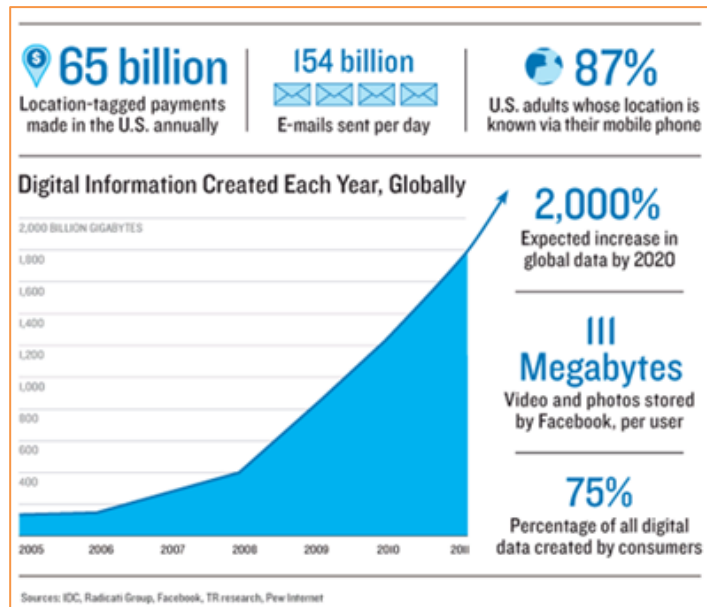 65 billion
Location-tagged payments
made in the U.S. annually
154 billion
E-mails sent per day
87%
U.S. adults whose location is
known via their mobile phone
Digital Information Created Each Year, Globally
2,000 BILLION GIGABYTES
1,800
1,600
1,400
1,200
1,000
800
600
400
2005 2006 2007 2008 2009 2010 2011
2,000%
Expected increase in
global data by 2020
111
Megabytes
Video and photos stored
by Facebook, per user
75%
Percentage of all digital
data created by consumers
Sources: IDC, Radicati Group, Facebook, TR research, Pew Internet